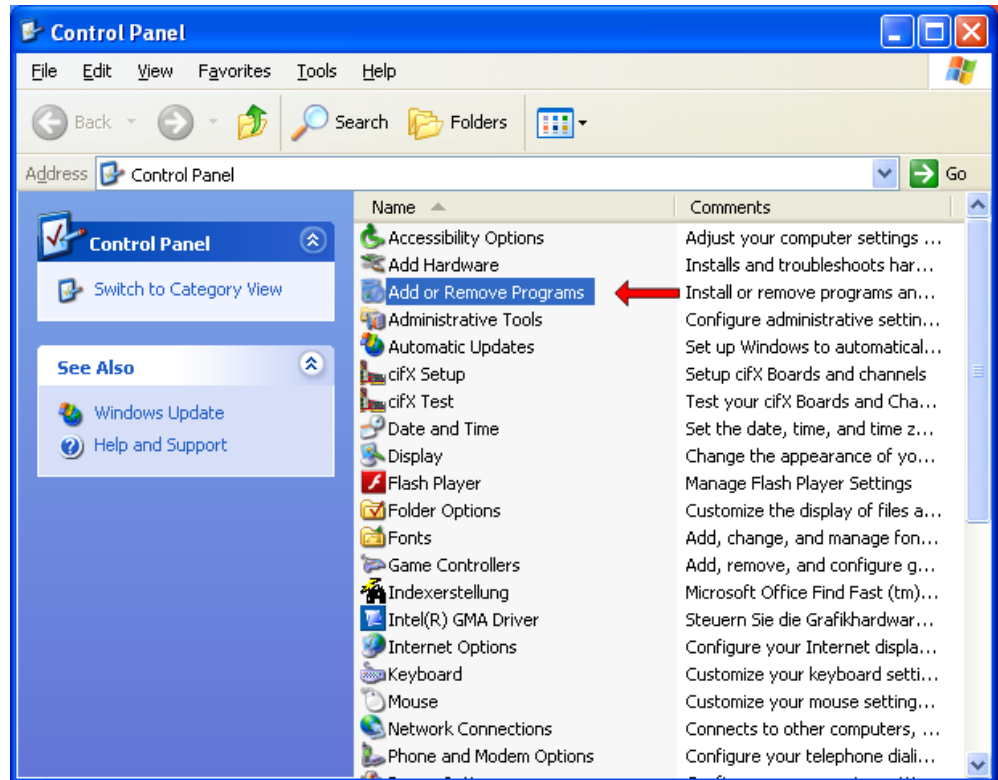 Control Panel
File Edit View Favorites Tools Help
Back Search Folders
Address Control Panel Go
Control Panel
Switch to Category View
See Also
Windows Update
Help and Support
Name Comments
Accessibility Options Adjust your computer settings ...
Add Hardware Installs and troubleshoots har...
Add or Remove Programs Install or remove programs an...
Administrative Tools Configure administrative settin...
Automatic Updates Set up Windows to automatical...
cifX Setup Setup cifX Boards and channels
cifX Test Test your cifX Boards and Cha...
Date and Time Set the date, time, and time z...
Display Change the appearance of yo...
Flash Player Manage Flash Player Settings
Folder Options Customize the display of files a...
Fonts Add, change, and manage fon...
Game Controllers Add, remove, and configure g...
Indexerstellung Microsoft Office Find Fast (tm)...
Intel(R) GMA Driver Steuern Sie die Grafikhardwar...
Internet Options Configure your Internet displa...
Keyboard Customize your keyboard setti...
Mouse Customize your mouse setting...
Network Connections Connects to other computers, ...
Phone and Modem Options Configure your telephone diali...